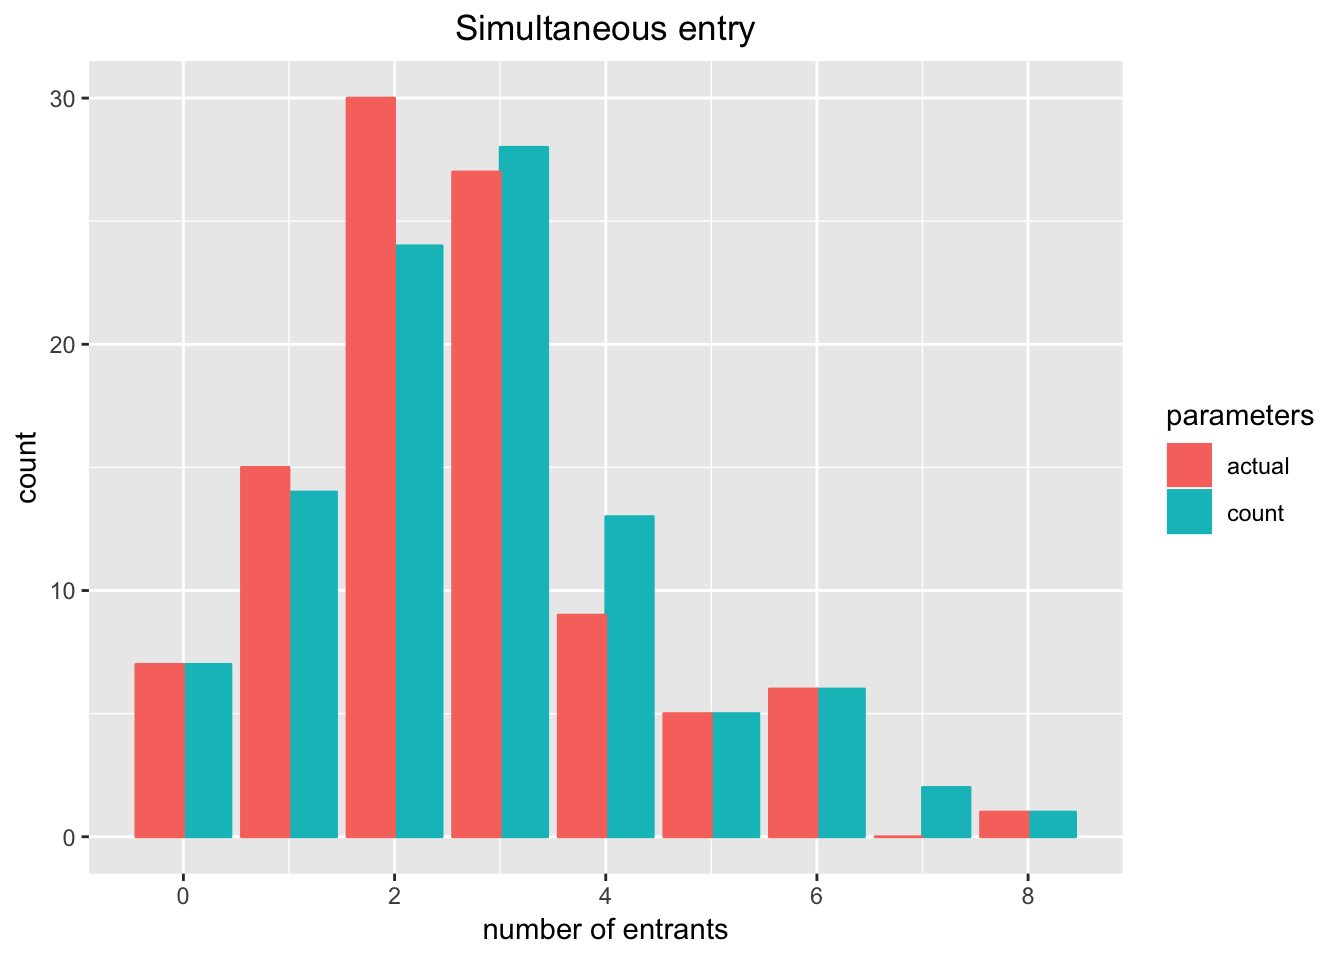 Simultaneous entry
30
20
10
0
count
0 2 4 6 8
number of entrants
parameters
actual
count